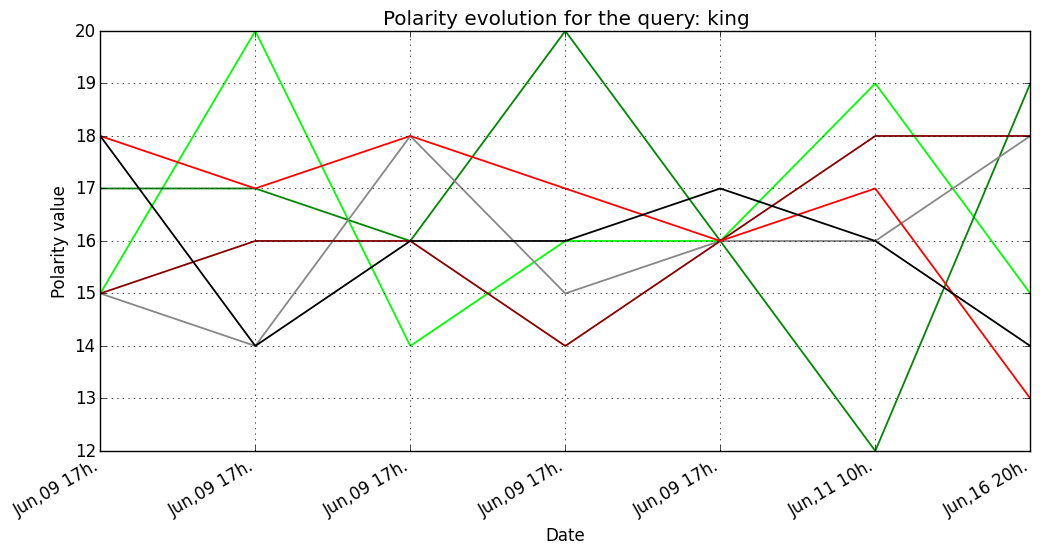 Polarity evolution for the query: king
20
19
18
17
16
15
14
13
12
Polarity value
Jun,09 17h.
Jun,09 17h.
Jun,09 17h.
Jun,09 17h.
Jun,09 17h.
Jun,11 10h.
Jun,16 20h.
Date